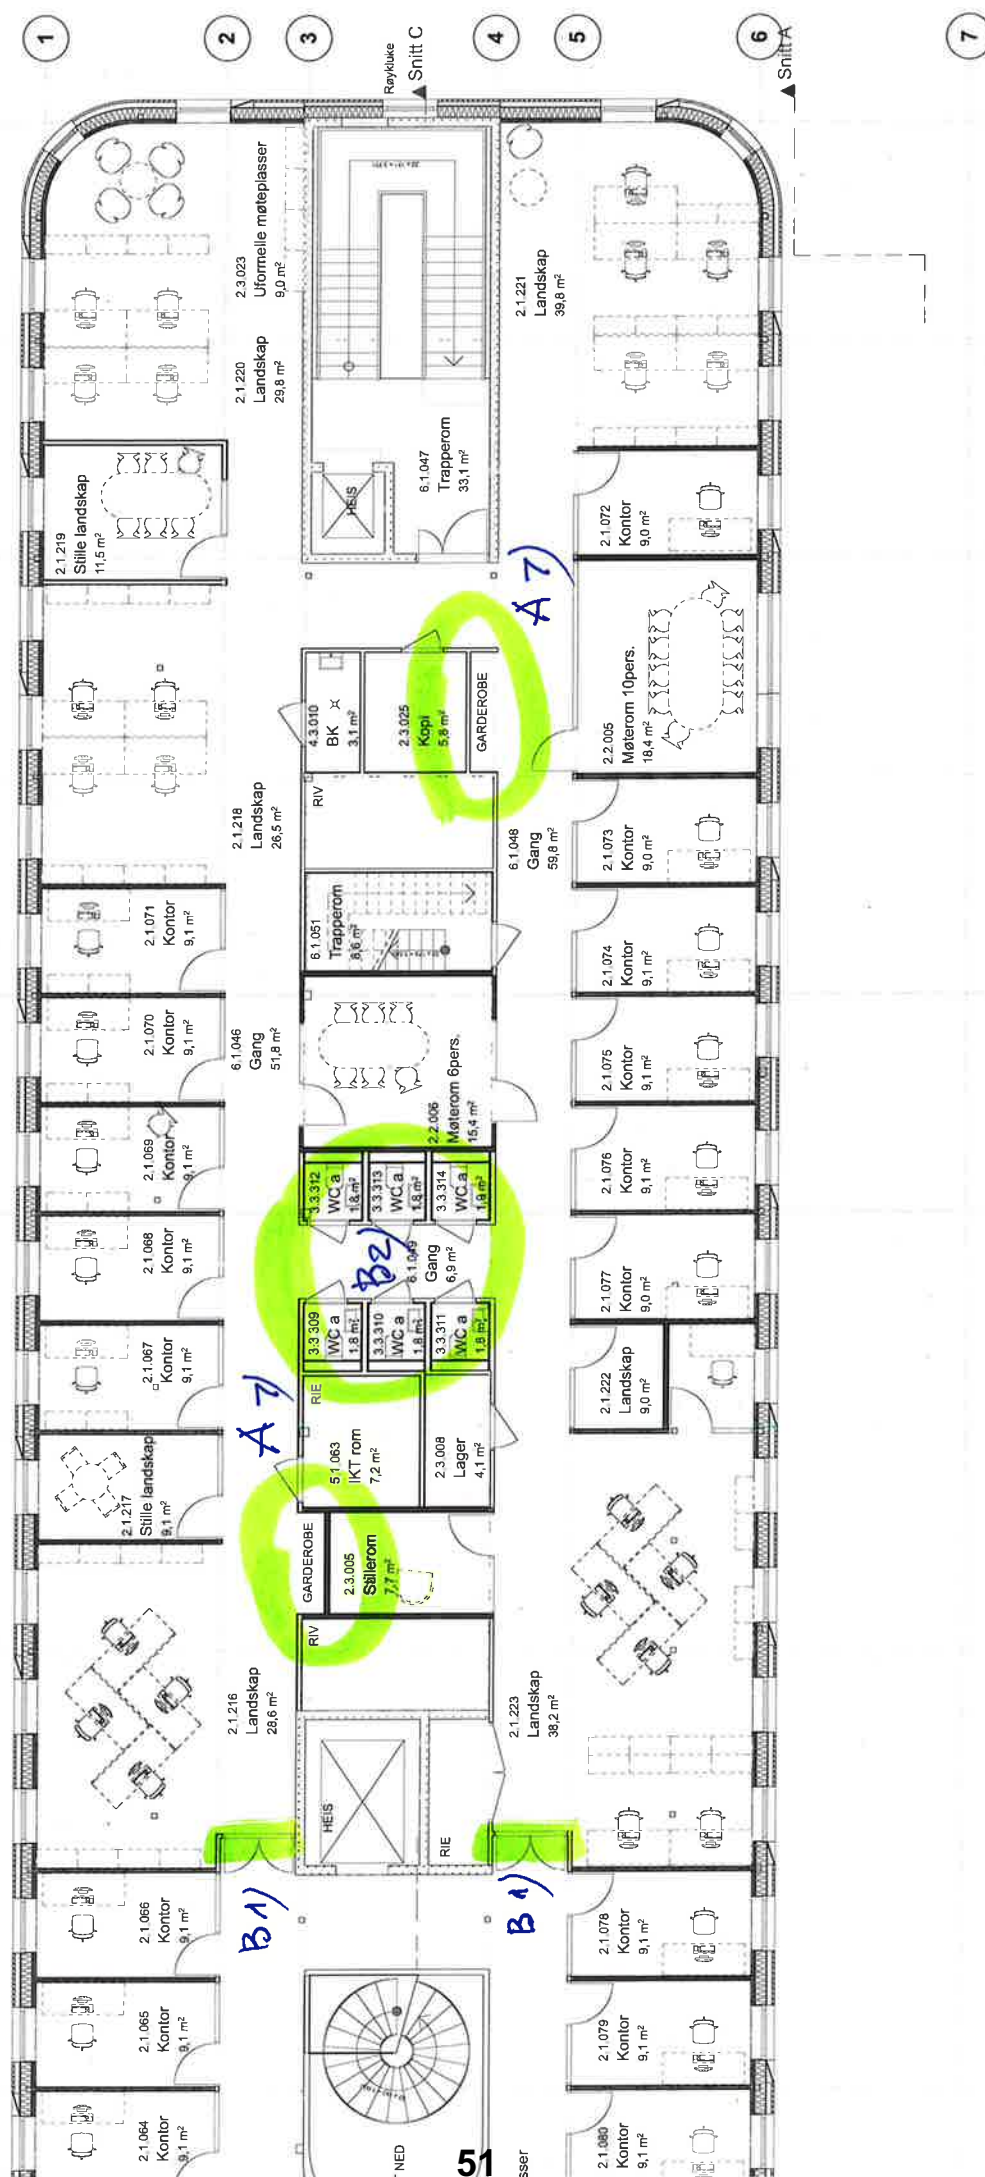 1
2
3
4
5
6
7
Røykluke
Snitt C
Snitt A
2.3.023
Uformelle møteplasser
9,0 m²
2.1.220
Landskap
29,8 m²
2.1.221
Landskap
39,8 m²
2.1.219
Stille landskap
11,5 m²
HEIS
6.1.047
Trapperom
33,1 m²
2.1.072
Kontor
9,0 m²
A 7)
4.3.010
BK
3,1 m²
2.3.025
Kopi
5,8 m²
GARDEROBE
2.2.005
Møterom 10pers.
18,4 m²
2.1.218
Landskap
26,5 m²
RIV
6.1.048
Gang
59,8 m²
2.1.073
Kontor
9,0 m²
2.1.071
Kontor
9,1 m²
6.1.051
Trapperom
8,6 m²
2.1.074
Kontor
9,1 m²
2.1.070
Kontor
9,1 m²
6.1.046
Gang
51,8 m²
2.1.075
Kontor
9,1 m²
2.2.006
Møterom 6pers.
15,4 m²
2.1.069
Kontor
9,1 m²
3.3.312
WC a
1,8 m²
3.3.313
WC a
1,8 m²
3.3.314
WC a
1,9 m²
2.1.076
Kontor
9,1 m²
2.1.068
Kontor
9,1 m²
B2)
6.1.049
Gang
6,9 m²
2.1.077
Kontor
9,0 m²
2.1.067
Kontor
9,1 m²
3.3.309
WC a
1,8 m²
3.3.310
WC a
1,8 m²
3.3.311
WC a
1,8 m²
2.1.222
Landskap
9,0 m²
A 7)
RIE
5.1.063
IKT rom
7,2 m²
2.3.008
Lager
4,1 m²
2.1.217
Stille landskap
9,1 m²
GARDEROBE
2.3.005
Stillerom
7,7 m²
RIV
2.1.216
Landskap
28,6 m²
2.1.223
Landskap
38,2 m²
HEIS
RIE
B1)
B1)
2.1.066
Kontor
9,1 m²
2.1.078
Kontor
9,1 m²
2.1.065
Kontor
9,1 m²
2.1.079
Kontor
9,1 m²
2.1.064
Kontor
9,1 m²
2.1.080
Kontor
9,1 m²
T NED
51
sser